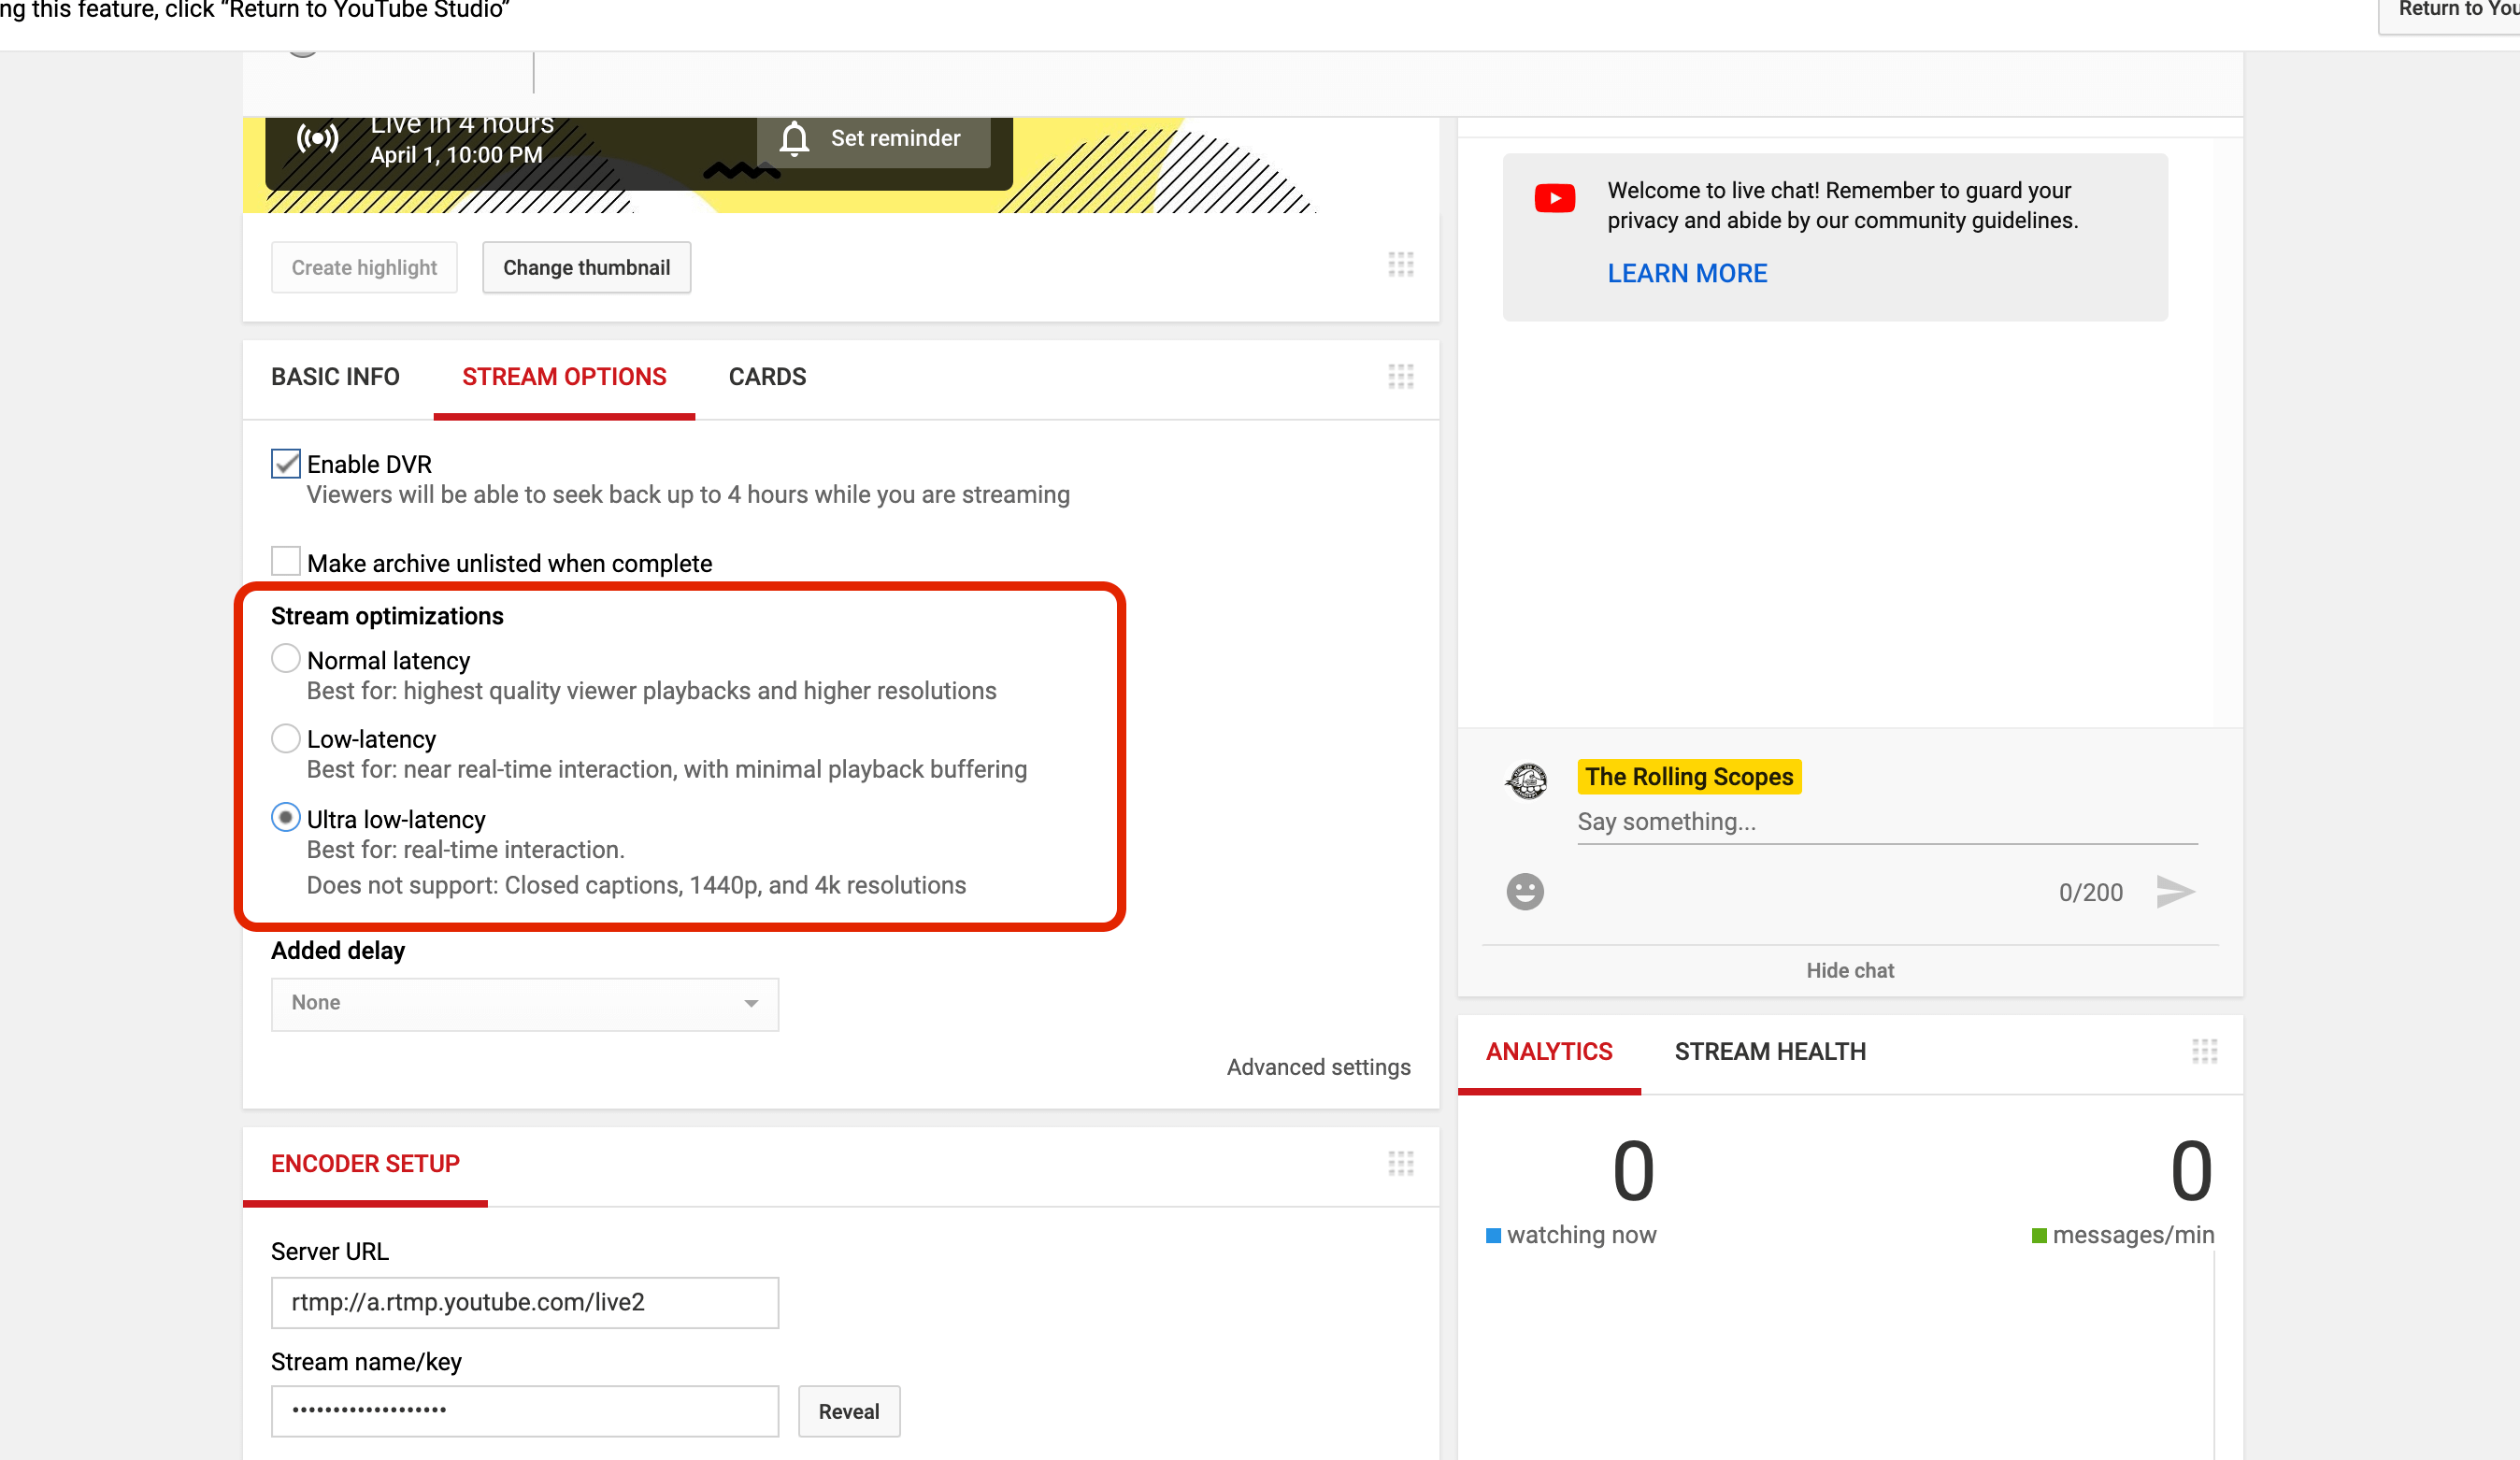 ng this feature, click “Return to YouTube Studio”
Return to You
Live in 4 hours
April 1, 10:00 PM
Set reminder
Create highlight
Change thumbnail
BASIC INFO
STREAM OPTIONS
CARDS
Enable DVR
Viewers will be able to seek back up to 4 hours while you are streaming
Make archive unlisted when complete
Stream optimizations
Normal latency
Best for: highest quality viewer playbacks and higher resolutions
Low-latency
Best for: near real-time interaction, with minimal playback buffering
Ultra low-latency
Best for: real-time interaction.
Does not support: Closed captions, 1440p, and 4k resolutions
Added delay
None
Advanced settings
ENCODER SETUP
Server URL
rtmp://a.rtmp.youtube.com/live2
Stream name/key
•••••••••••••••••••
Reveal
Welcome to live chat! Remember to guard your
privacy and abide by our community guidelines.
LEARN MORE
The Rolling Scopes
Say something...
0/200
Hide chat
ANALYTICS
STREAM HEALTH
0
watching now
0
messages/min